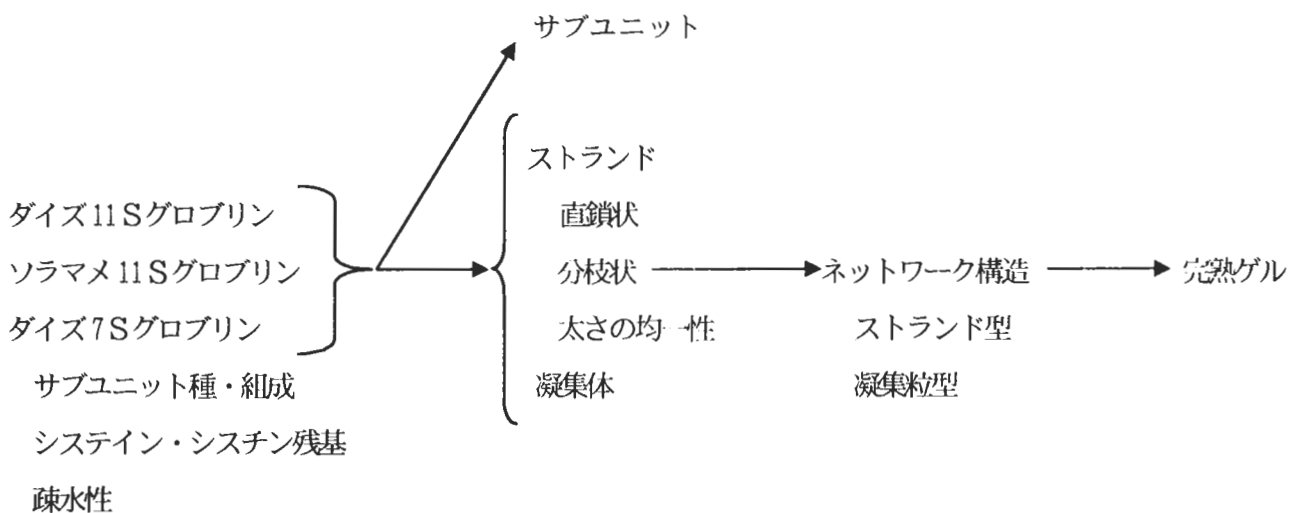 サブユニット
ストランド
ダイズ11Sグロブリン
直鎖状
ソラマメ11Sグロブリン
分枝状
ネットワーク構造
完熟ゲル
ダイズ7Sグロブリン
太さの均一性
ストランド型
サブユニット種・組成
凝集体
凝集粒型
システイン・シスチン残基
疎水性